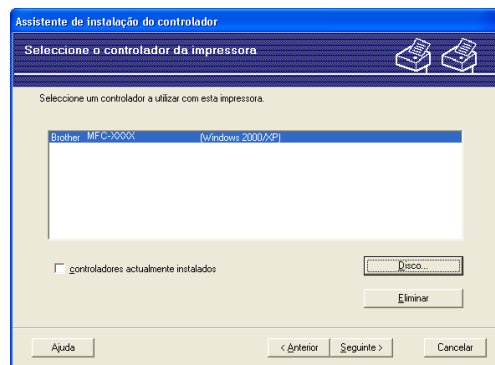 Assistente de instalação do controlador
Seleccione o controlador da impressora
Seleccione um controlador a utilizar com esta impressora.
Brother MFC-XXXX (Windows 2000/XP)
controladores actualmente instalados
Disco...
Eliminar
Ajuda < Anterior Seguinte > Cancelar